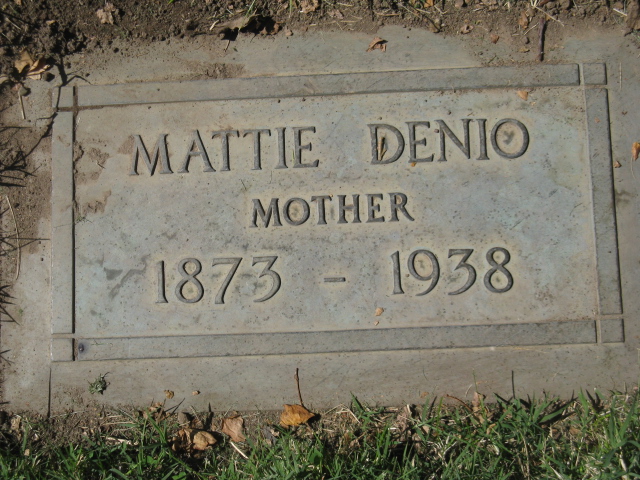 MATTIE DENIO
MOTHER
1873 - 1938